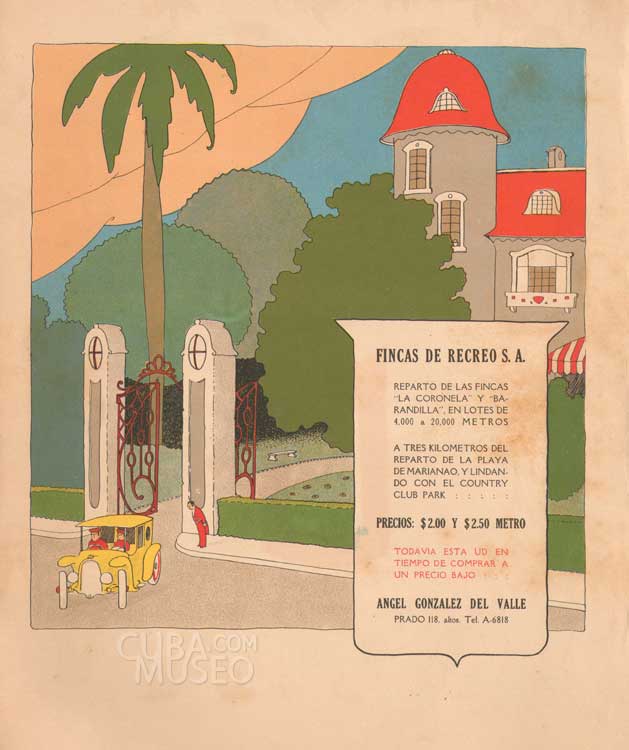 FINCAS DE RECREO S. A.
REPARTO DE LAS FINCAS
"LA CORONELA" Y "BA-
RANDILLA", EN LOTES DE
4,000 a 20,000 METROS
A TRES KILOMETROS DEL
REPARTO DE LA PLAYA
DE MARIANAO, Y LINDAN-
DO CON EL COUNTRY
CLUB PARK : : : : :
PRECIOS: $2.00 Y $2.50 METRO
TODAVIA ESTA UD EN
TIEMPO DE COMPRAR A
UN PRECIO BAJO : : :
ANGEL GONZALEZ DEL VALLE
PRADO 118, altos. Tel. A-6818
CUBA.COM
MUSEO